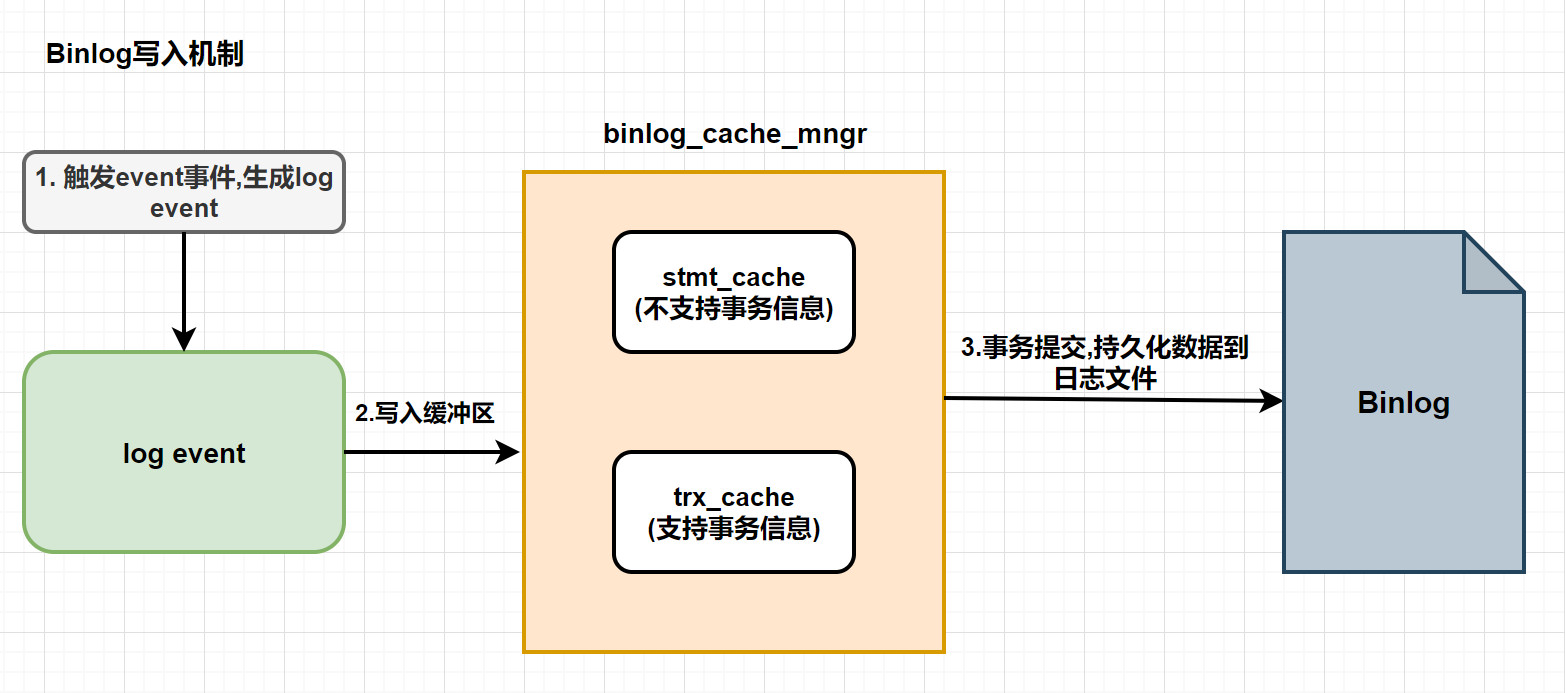 Binlog写入机制
binlog_cache_mngr
1. 触发event事件,生成log
event
log event
2.写入缓冲区
stmt_cache
(不支持事务信息)
trx_cache
(支持事务信息)
3.事务提交,持久化数据到
日志文件
Binlog